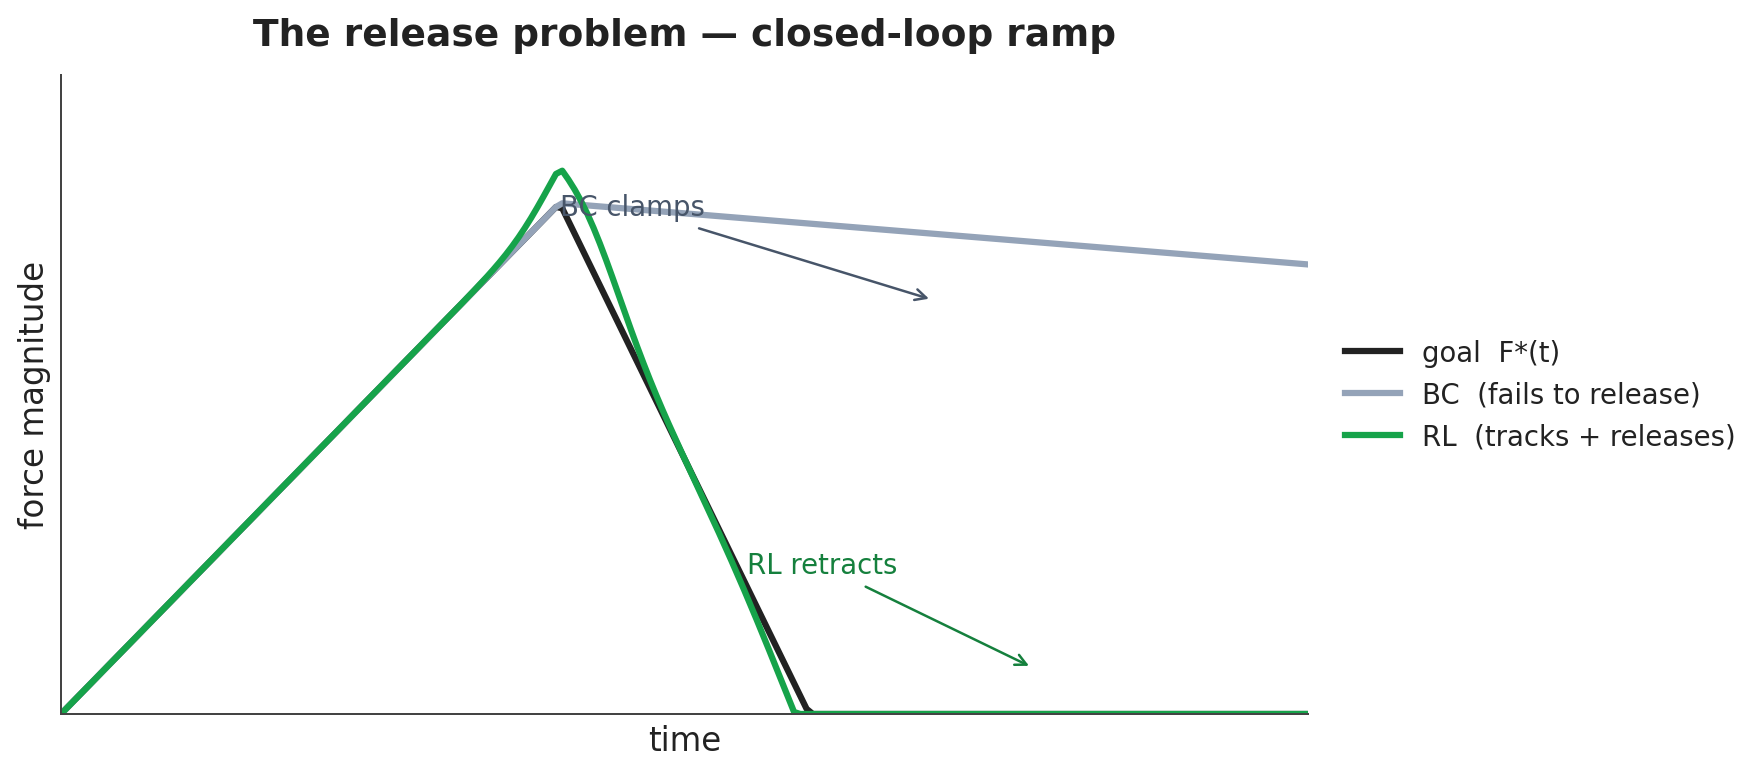 The release problem — closed-loop ramp
force magnitude
BC clamps
RL retracts
time
goal  F*(t)
BC  (fails to release)
RL  (tracks + releases)